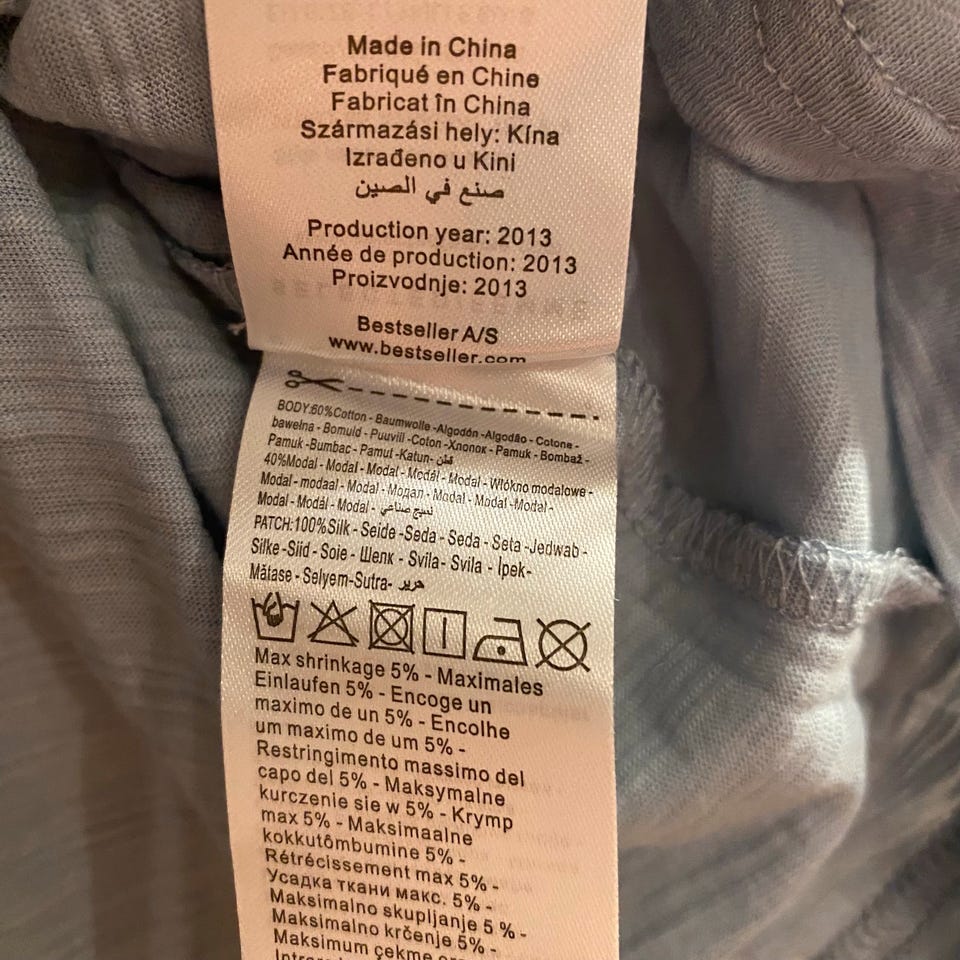 Made in China
Fabriqué en Chine
Fabricat în China
Származási hely: Kína
Izrađeno u Kini
صنع في الصين
Production year: 2013
Année de production: 2013
Proizvodnje: 2013
Bestseller A/S
www.bestseller.com
BODY:60%Cotton - Baumwolle -Algodón -Algodão - Cotone -
bawełna - Bomuld - Puuvill -Coton -Хлопок - Pamuk - Bombaž -
Pamuk -Bumbac - Pamut -Katun- قطن
40%Modal - Modal - Modal - Modăl - Modal - Włókno modalowe -
Modal - modaal - Modal - Модал - Modal - Modal -Modal -
Modal - Modál - Modal - نسيج صناعي
PATCH:100%Silk - Seide -Seda - Seda - Seta -Jedwab -
Silke -Siid - Soie - Шелк - Svila- Svila - İpek-
Mătase - Selyem-Sutra- حرير
Max shrinkage 5% - Maximales
Einlaufen 5% - Encoge un
maximo de un 5% - Encolhe
um maximo de um 5% -
Restringimento massimo del
capo del 5% - Maksymalne
kurczenie sie w 5% - Krymp
max 5% - Maksimaalne
kokkutõmbumine 5% -
Rétrécissement max 5% -
Усадка ткани макс. 5% -
Maksimalno skupljanje 5 % -
Maksimalno krčenje 5% -
Maksimum çekme